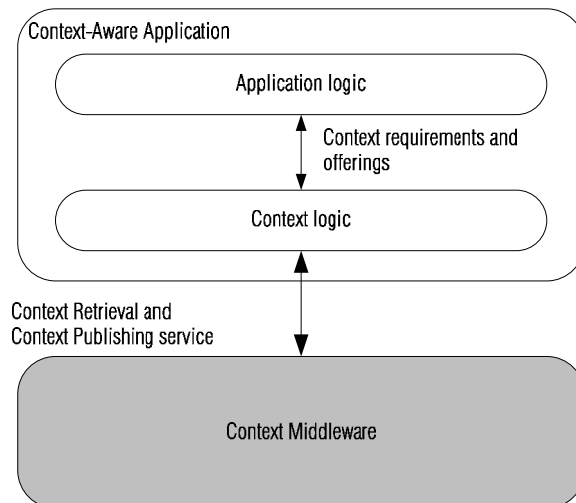 Context-Aware Application
Application logic
Context requirements and
offerings
Context logic
Context Retrieval and
Context Publishing service
Context Middleware